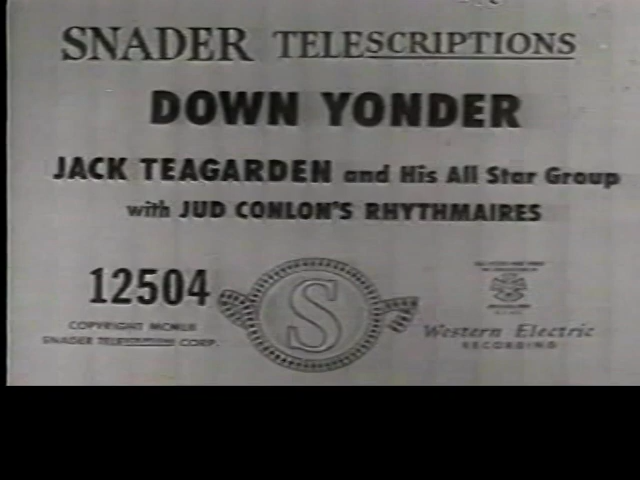 SNADER TELESCRIPTIONS
DOWN YONDER
JACK TEAGARDEN and His All Star Group
with JUD CONLON'S RHYTHMAIRES
12504
S
COPYRIGHT MCMLII
SNADER TELESCRIPTIONS CORP.
Western Electric
RECORDING